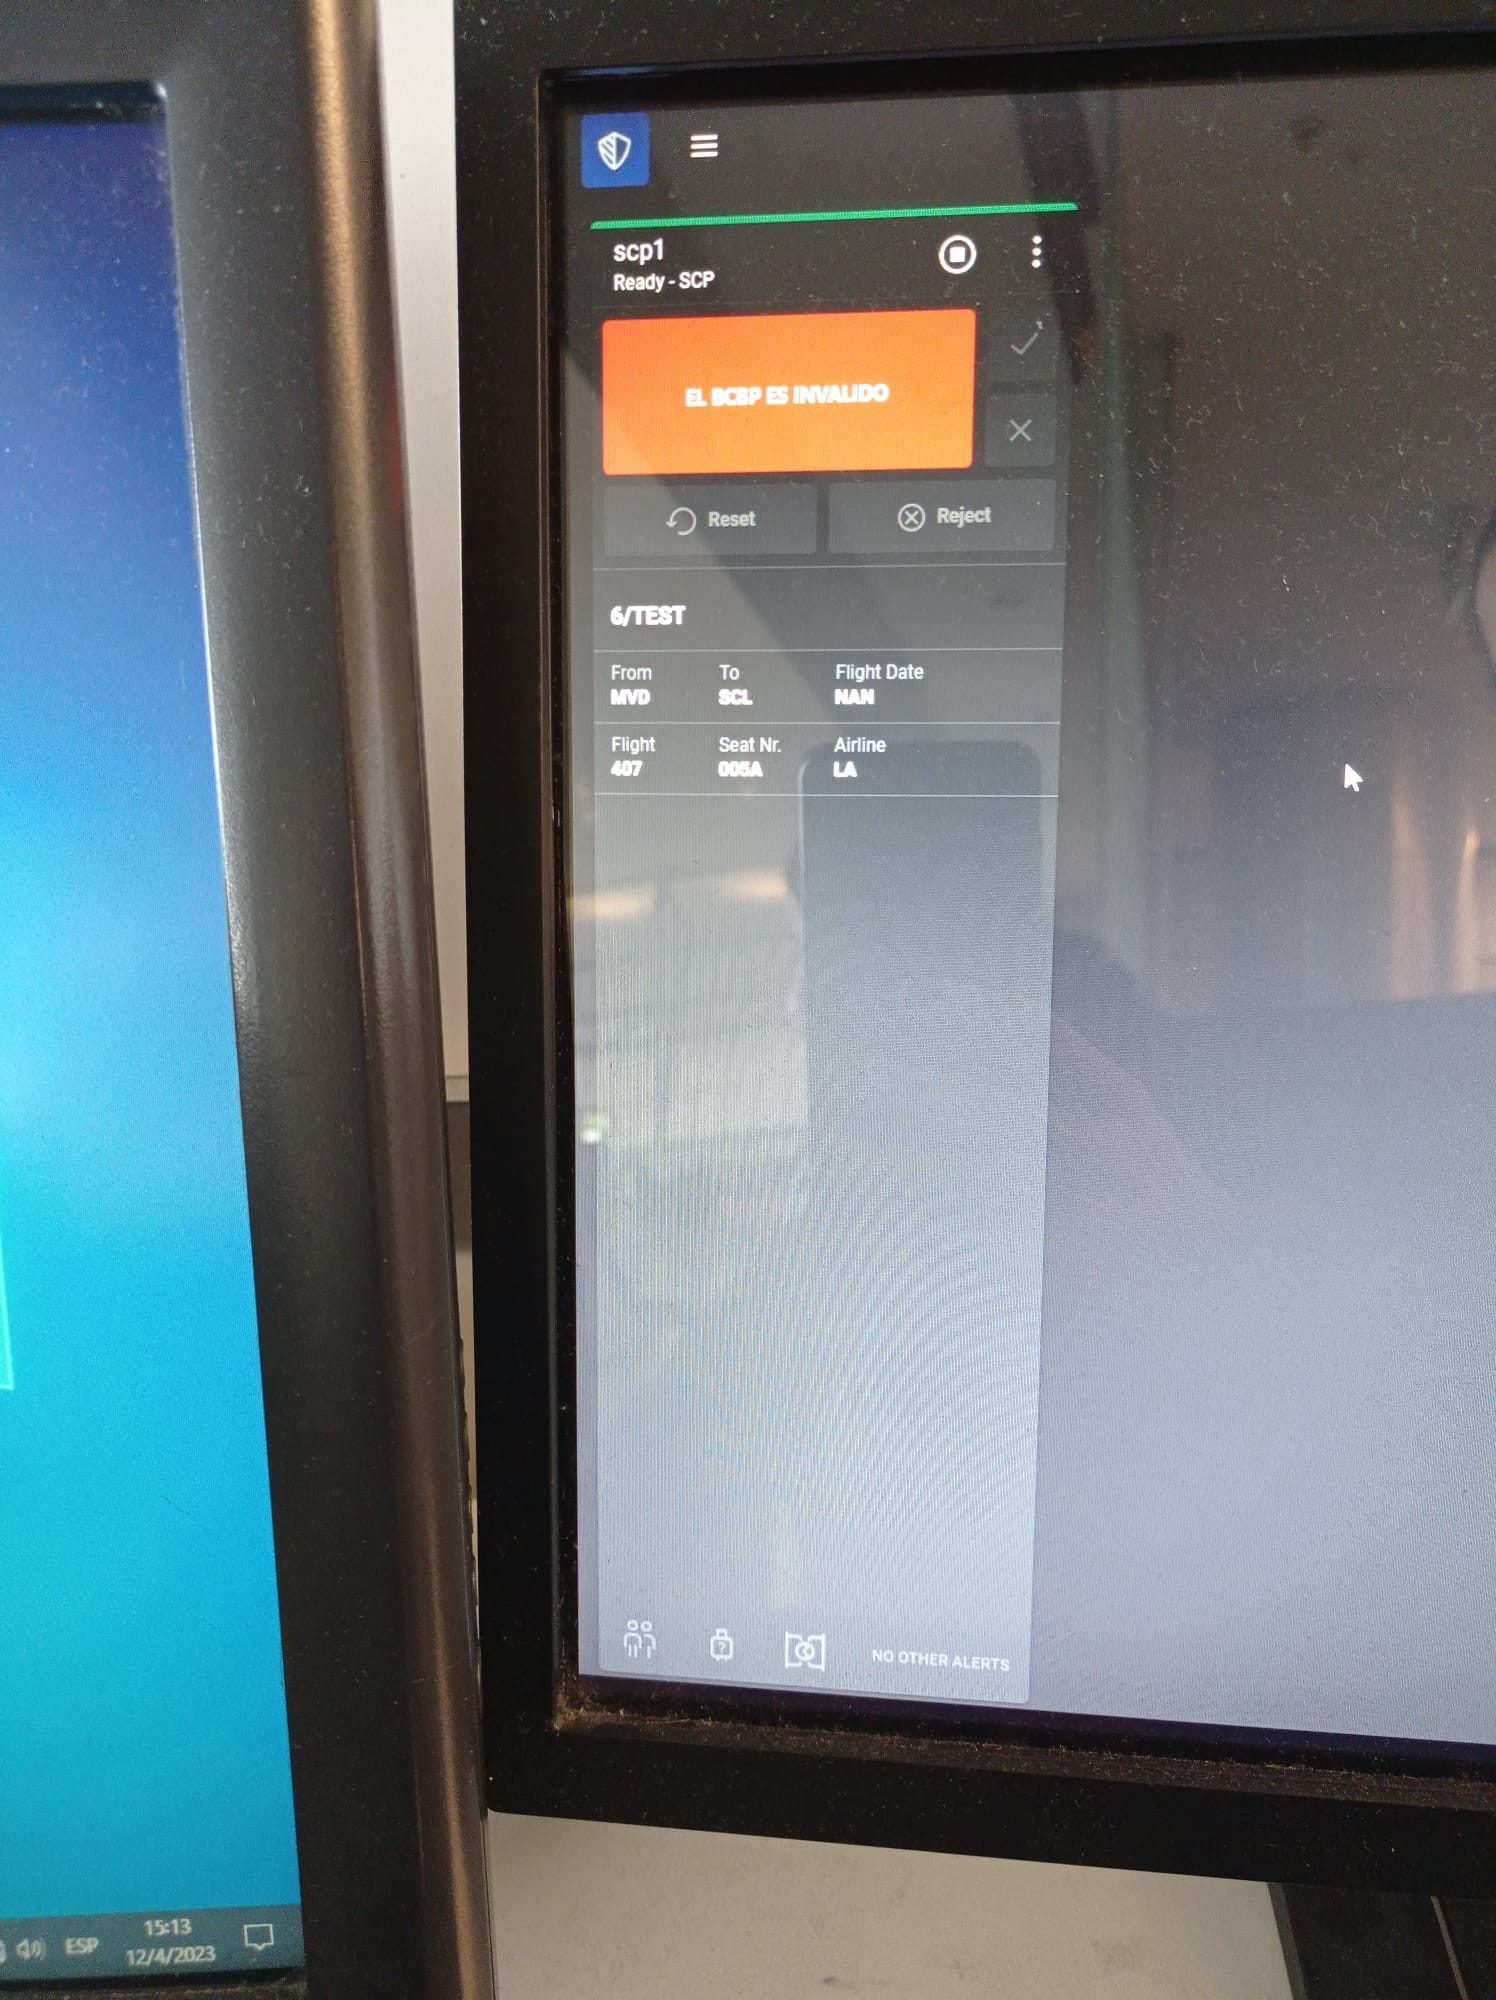 scp1
Ready - SCP
EL BCBP ES INVALIDO
Reset
Reject
6/TEST
From To Flight Date
MVD SCL NAN
Flight Seat Nr. Airline
407 005A LA
NO OTHER ALERTS
ESP
15:13
12/4/2023